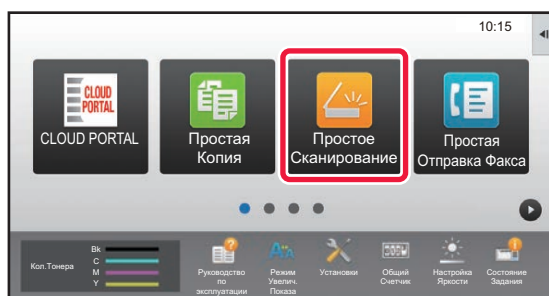 10:15
CLOUD
PORTAL
CLOUD PORTAL
Простая
Копия
Простое
Сканирование
Простая
Отправка Факса
Кол.Тонера
Bk
C
M
Y
Руководство
по
эксплуатации
Режим
Увелич.
Показа
Установки
Общий
Счетчик
Настройка
Яркости
Состояние
Задания